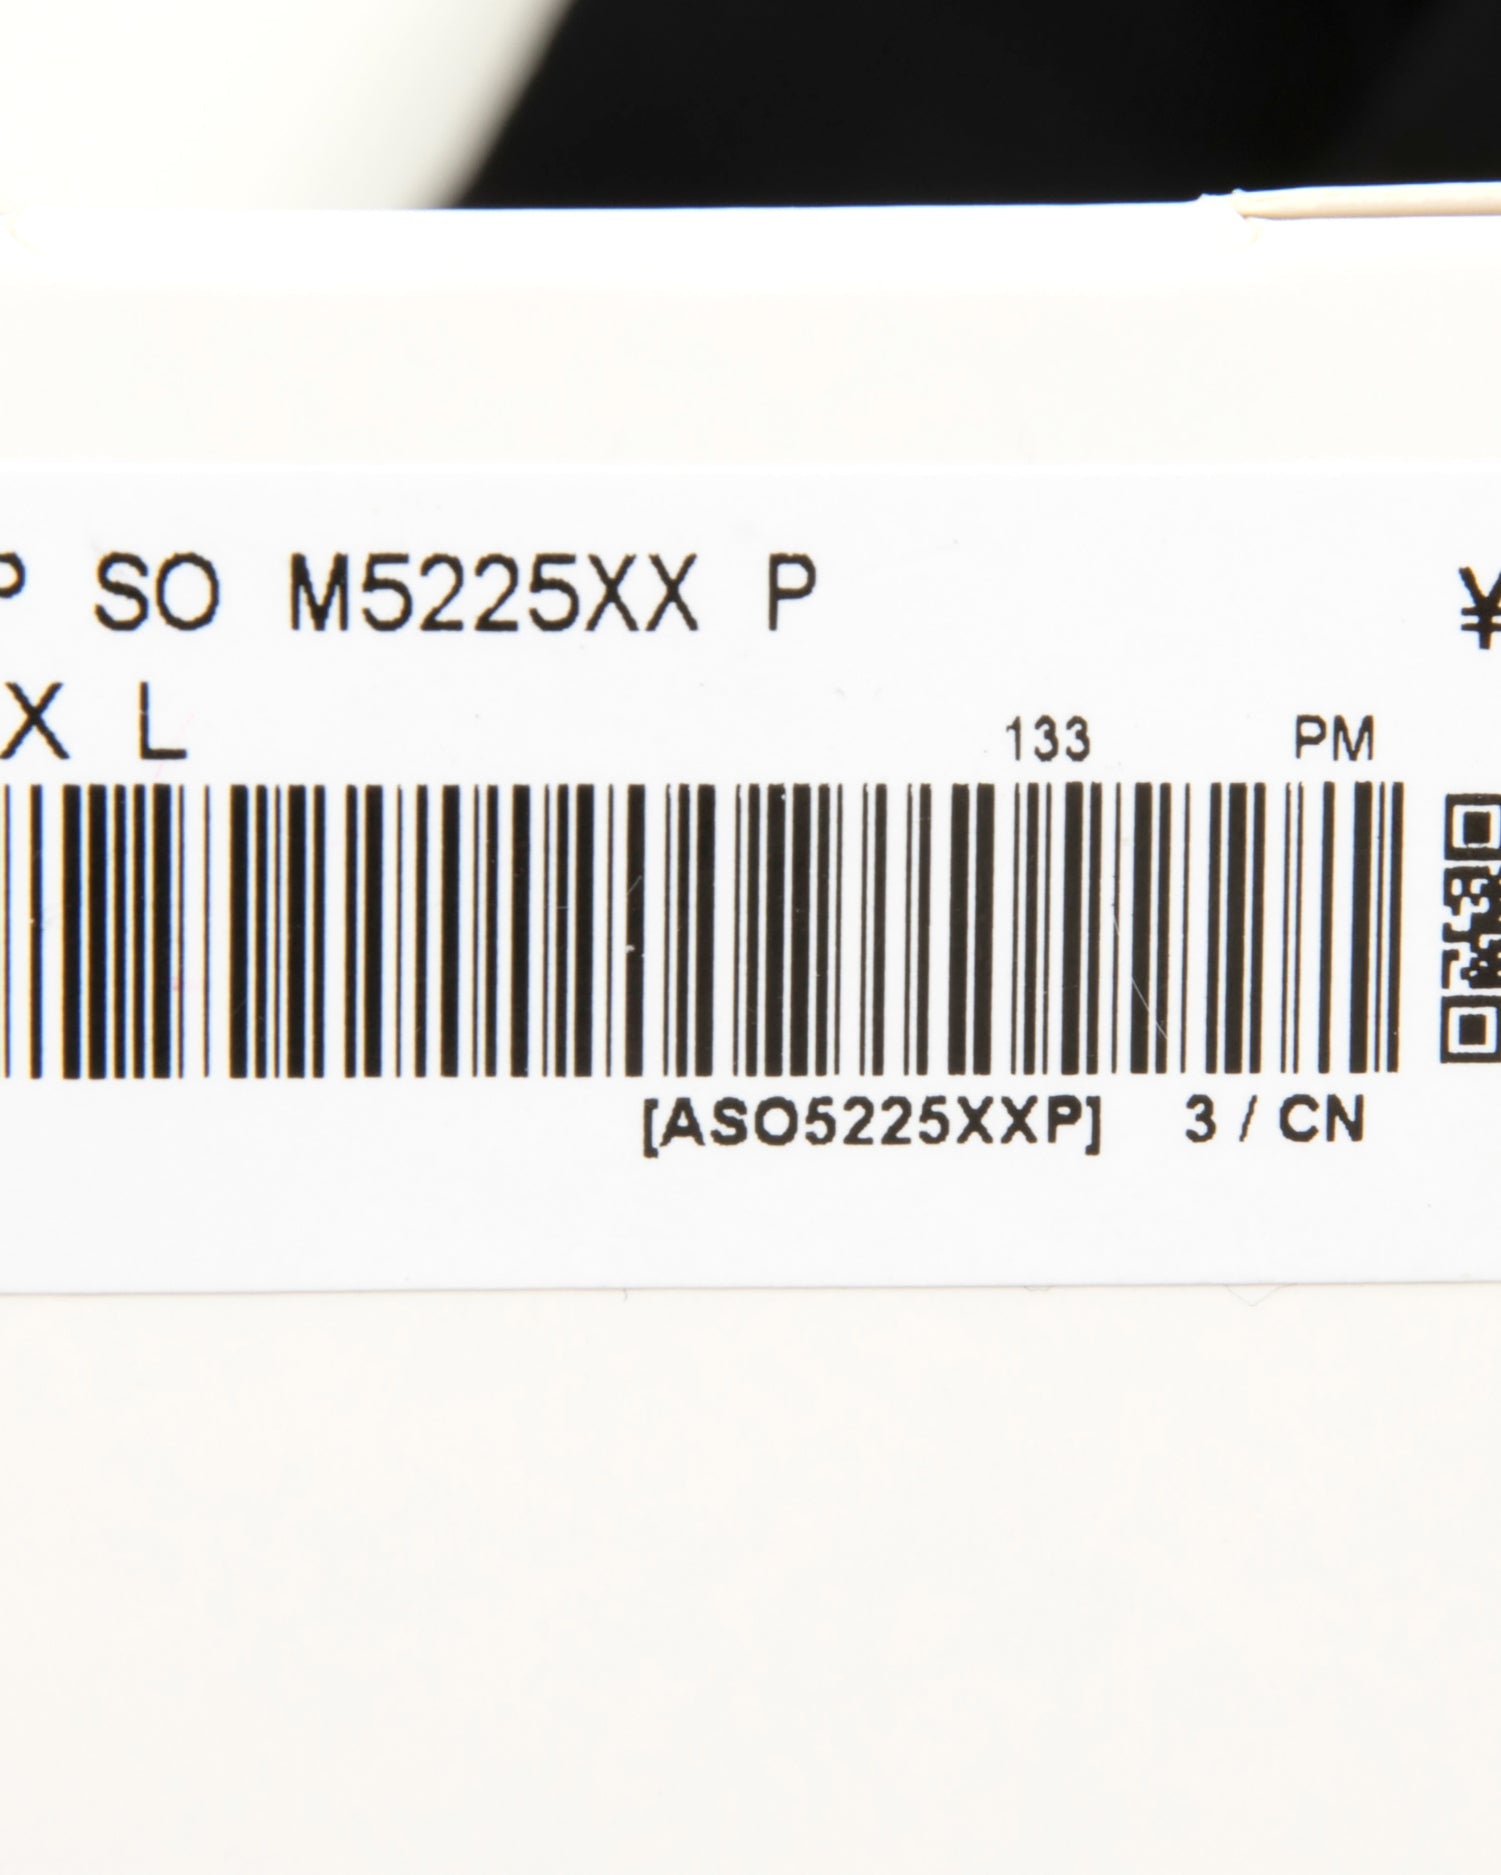 P SO M5225XX P ¥
X L
133 PM
[ASO5225XXP] 3 / CN